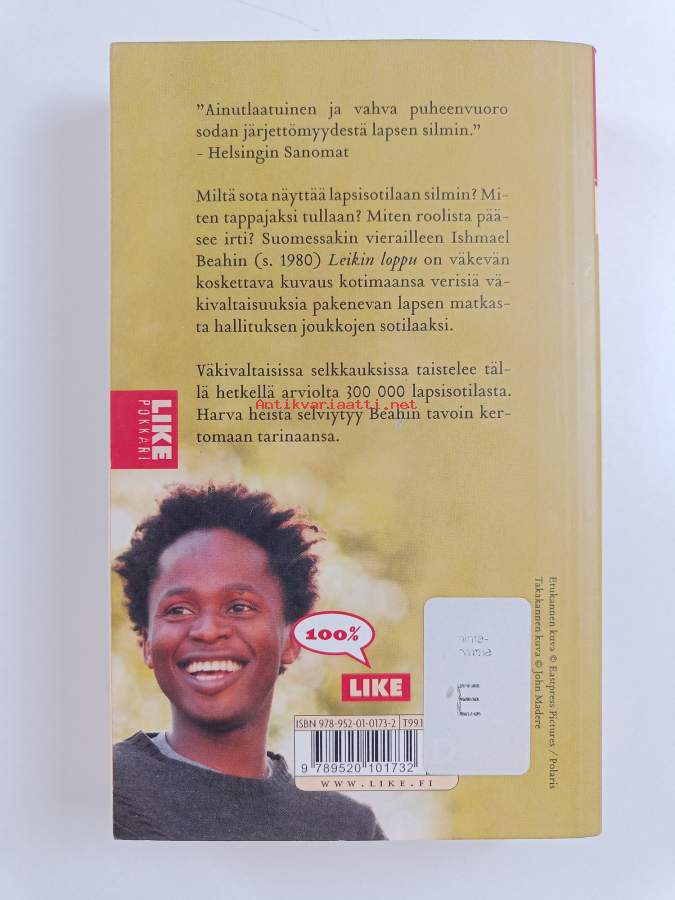 ”Ainutlaatuinen ja vahva puheenvuoro
sodan järjettömyydestä lapsen silmin.”
- Helsingin Sanomat
Miltä sota näyttää lapsisotilaan silmin? Mi-
ten tappajaksi tullaan? Miten roolista pää-
see irti? Suomessakin vierailleen Ishmael
Beahin (s. 1980) Leikin loppu on väkevän
koskettava kuvaus kotimaansa verisiä vä-
kivaltaisuuksia pakenevan lapsen matkas-
ta hallituksen joukkojen sotilaaksi.
Väkivaltaisissa selkkauksissa taistelee täl-
lä hetkellä arviolta 300 000 lapsisotilasta.
Antikvariaatti.net
Harva heistä selviytyy Beahin tavoin ker-
tomaan tarinaansa.
LIKE
POKKARI
100%
LIKE
ISBN 978-952-01-0173-2 T99.1
9 789520 101732
WWW.LIKE.FI
Etukannen kuva © Eastpress Pictures / Polaris
Takakannen kuva © John Madere